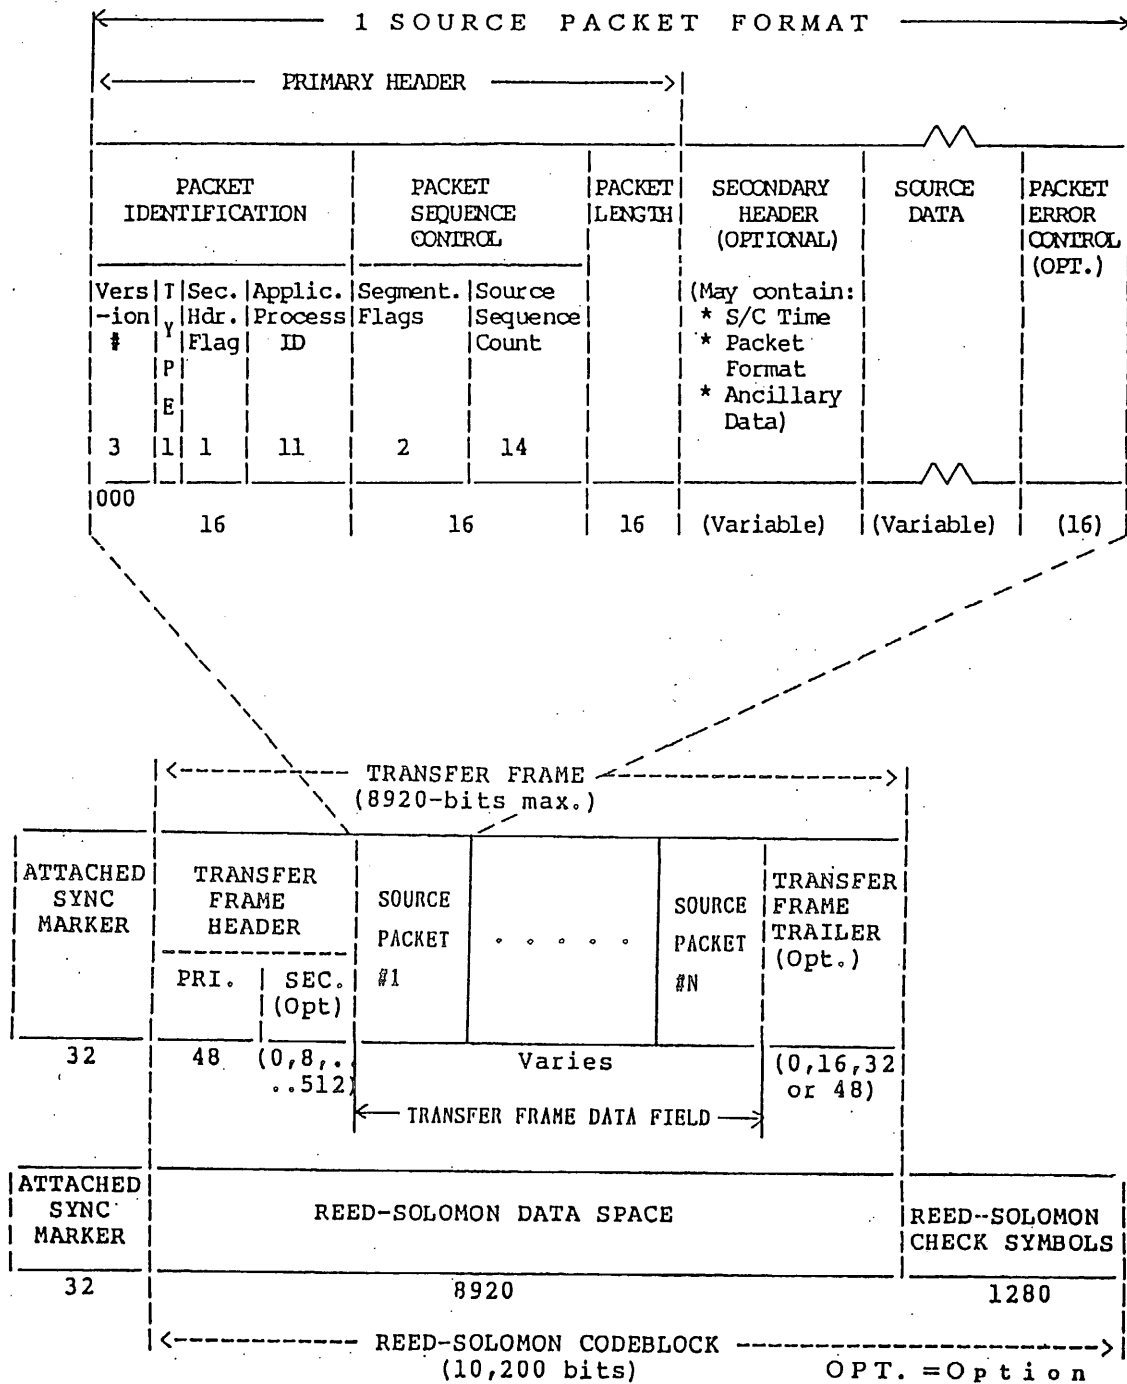 1 SOURCE PACKET FORMAT
PRIMARY HEADER
PACKET IDENTIFICATION
PACKET SEQUENCE CONTROL
PACKET LENGTH
SECONDARY HEADER (OPTIONAL)
SOURCE DATA
PACKET ERROR CONTROL (OPT.)
Vers-ion #
TYPE
Sec. Hdr. Flag
Applic. Process ID
Segment. Flags
Source Sequence Count
(May contain:
* S/C Time
* Packet Format
* Ancillary Data)
3 1 1 11 2 14
000
16 16 16 (Variable) (Variable) (16)
TRANSFER FRAME
(8920-bits max.)
ATTACHED SYNC MARKER
TRANSFER FRAME HEADER
PRI. SEC. (Opt)
SOURCE PACKET #1
. . . . .
SOURCE PACKET #N
TRANSFER FRAME TRAILER (Opt.)
32 48 (0,8,.. ..512) Varies (0,16,32 or 48)
TRANSFER FRAME DATA FIELD
ATTACHED SYNC MARKER
REED-SOLOMON DATA SPACE
REED--SOLOMON CHECK SYMBOLS
32 8920 1280
REED-SOLOMON CODEBLOCK
(10,200 bits)
OPT. =Option